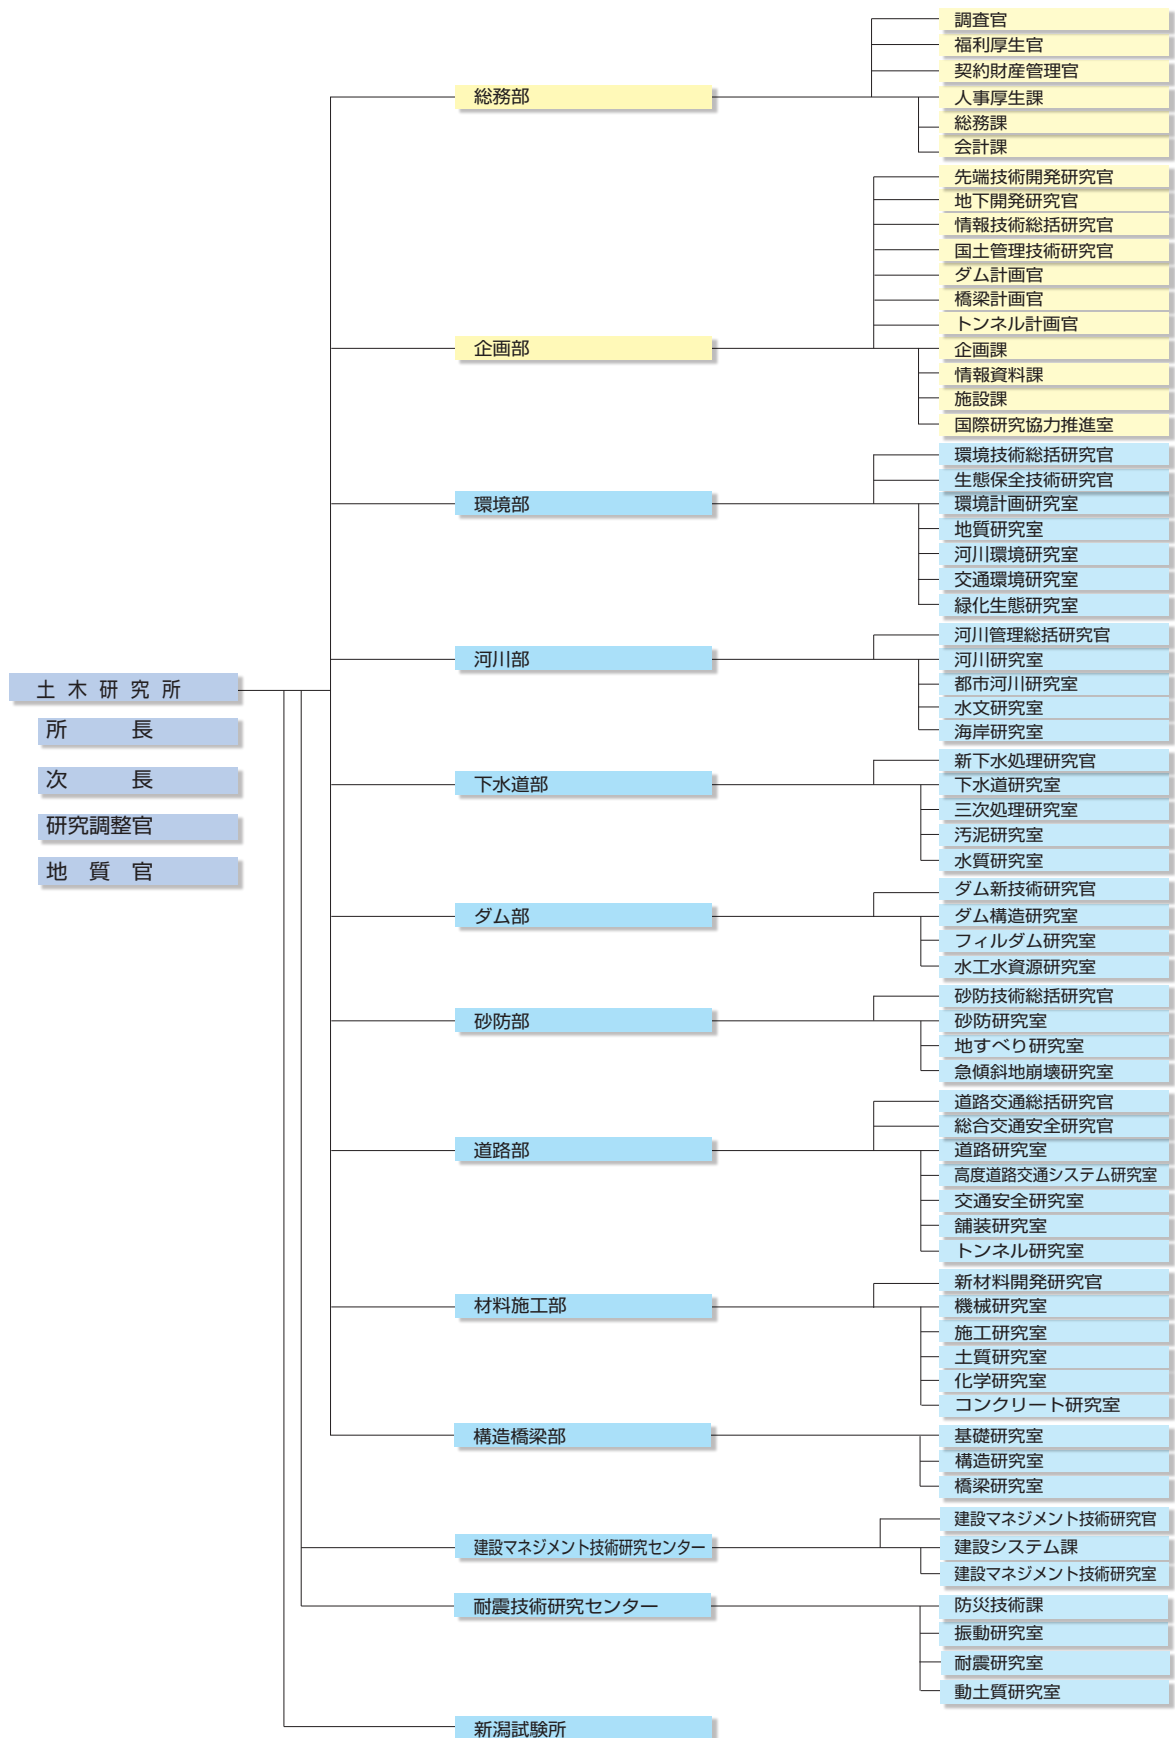 土木研究所
所長
次長
研究調整官
地質官
総務部
調査官
福利厚生官
契約財産管理官
人事厚生課
総務課
会計課
企画部
先端技術開発研究官
地下開発研究官
情報技術総括研究官
国土管理技術研究官
ダム計画官
橋梁計画官
トンネル計画官
企画課
情報資料課
施設課
国際研究協力推進室
環境部
環境技術総括研究官
生態保全技術研究官
環境計画研究室
地質研究室
河川環境研究室
交通環境研究室
緑化生態研究室
河川部
河川管理総括研究官
河川研究室
都市河川研究室
水文研究室
海岸研究室
下水道部
新下水処理研究官
下水道研究室
三次処理研究室
汚泥研究室
水質研究室
ダム部
ダム新技術研究官
ダム構造研究室
フィルダム研究室
水工水資源研究室
砂防部
砂防技術総括研究官
砂防研究室
地すべり研究室
急傾斜地崩壊研究室
道路部
道路交通総括研究官
総合交通安全研究官
道路研究室
高度道路交通システム研究室
交通安全研究室
舗装研究室
トンネル研究室
材料施工部
新材料開発研究官
機械研究室
施工研究室
土質研究室
化学研究室
コンクリート研究室
構造橋梁部
基礎研究室
構造研究室
橋梁研究室
建設マネジメント技術研究センター
建設マネジメント技術研究官
建設システム課
建設マネジメント技術研究室
耐震技術研究センター
防災技術課
振動研究室
耐震研究室
動土質研究室
新潟試験所